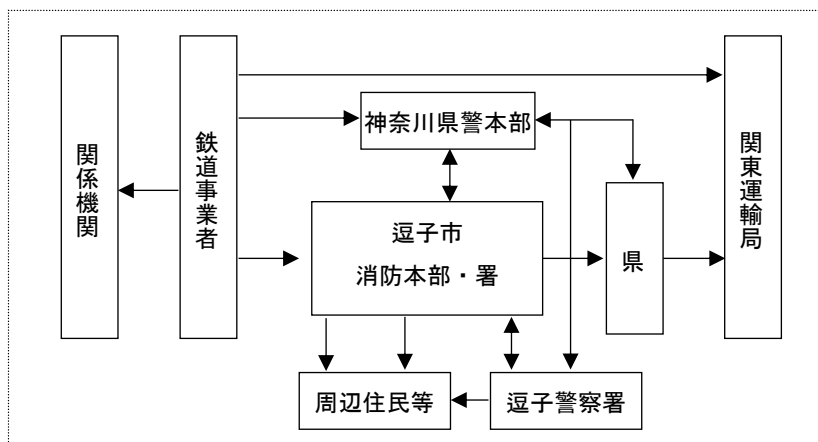 関係機関
鉄道事業者
神奈川県警本部
逗子市
消防本部・署
県
関東運輸局
周辺住民等
逗子警察署